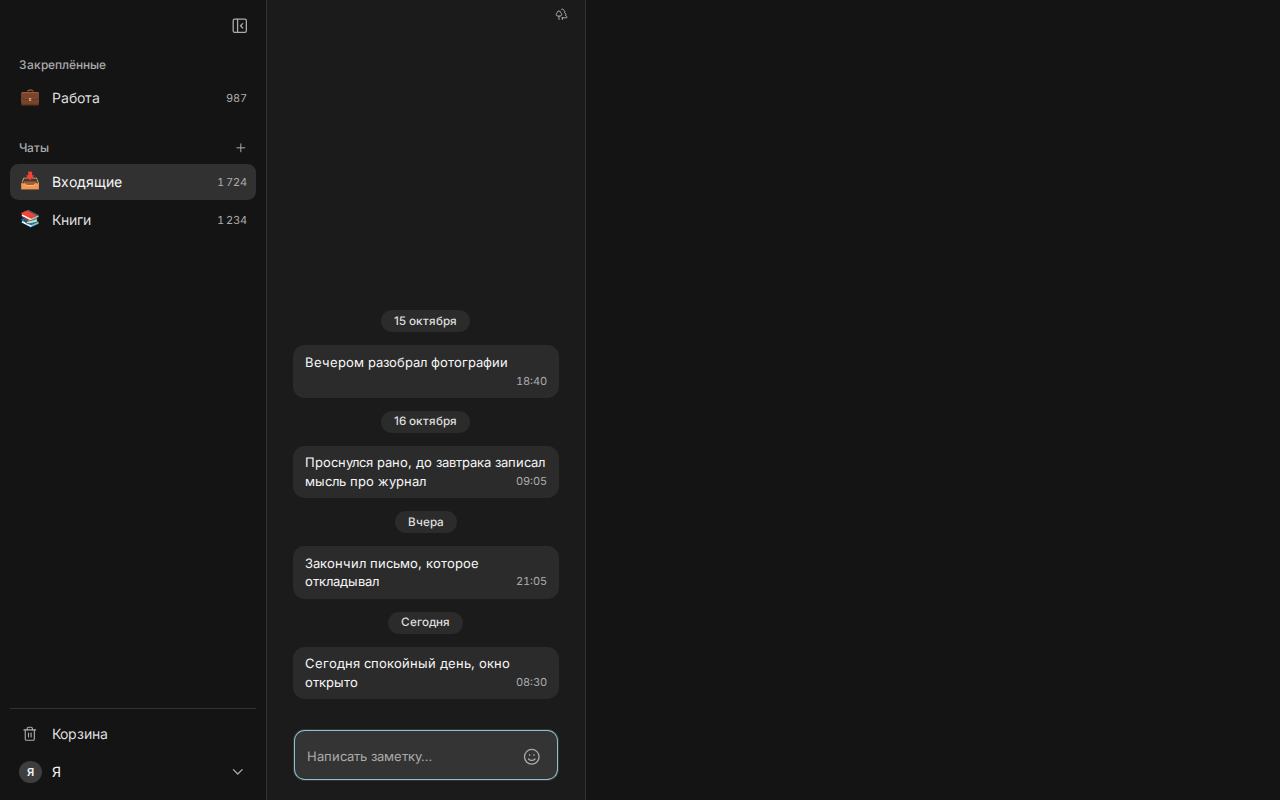 Закреплённые
Работа 987
Чаты
Входящие 1 724
Книги 1 234
Корзина
Я Я
15 октября
Вечером разобрал фотографии
18:40
16 октября
Проснулся рано, до завтрака записал
мысль про журнал 09:05
Вчера
Закончил письмо, которое
откладывал 21:05
Сегодня
Сегодня спокойный день, окно
открыто 08:30
Написать заметку...